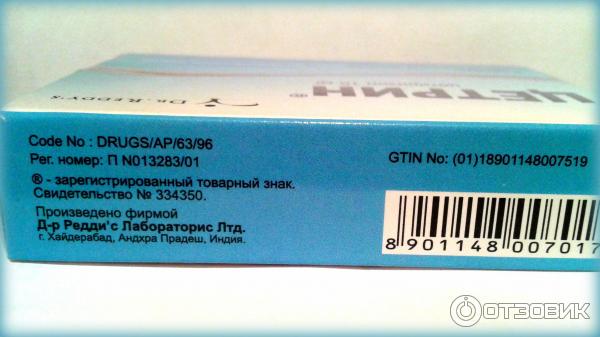 ЦЕТРИН®
DR. REDDY'S
Code No : DRUGS/AP/63/96
Рег. номер: П N013283/01
® - зарегистрированный товарный знак.
Свидетельство № 334350.
Произведено фирмой
Д-р Редди'с Лабораторис Лтд.
г. Хайдерабад, Андхра Прадеш, Индия.
GTIN No: (01)18901148007519
8 901148 007017
ОТЗОВИК